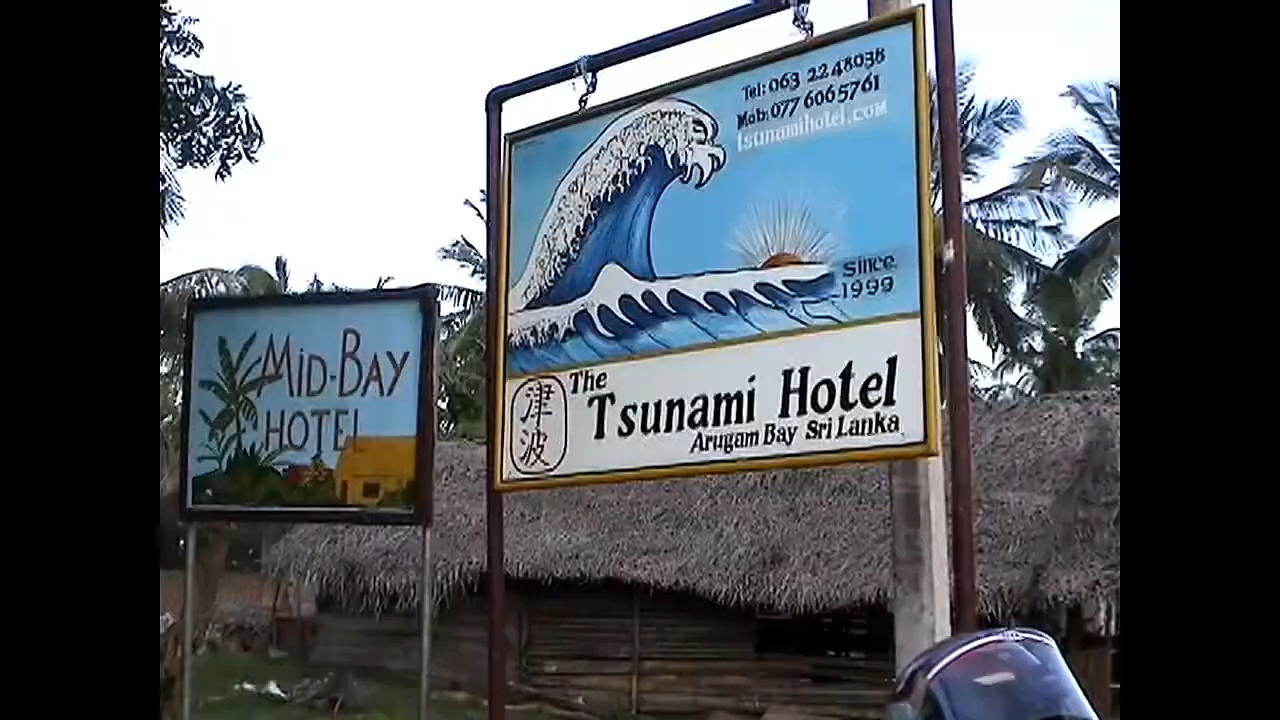 MID-BAY
HOTEL
Tel: 063 2248038
Mob: 077 6065761
tsunamihotel.com
Since
1999
津波
The
Tsunami Hotel
Arugam Bay Sri Lanka